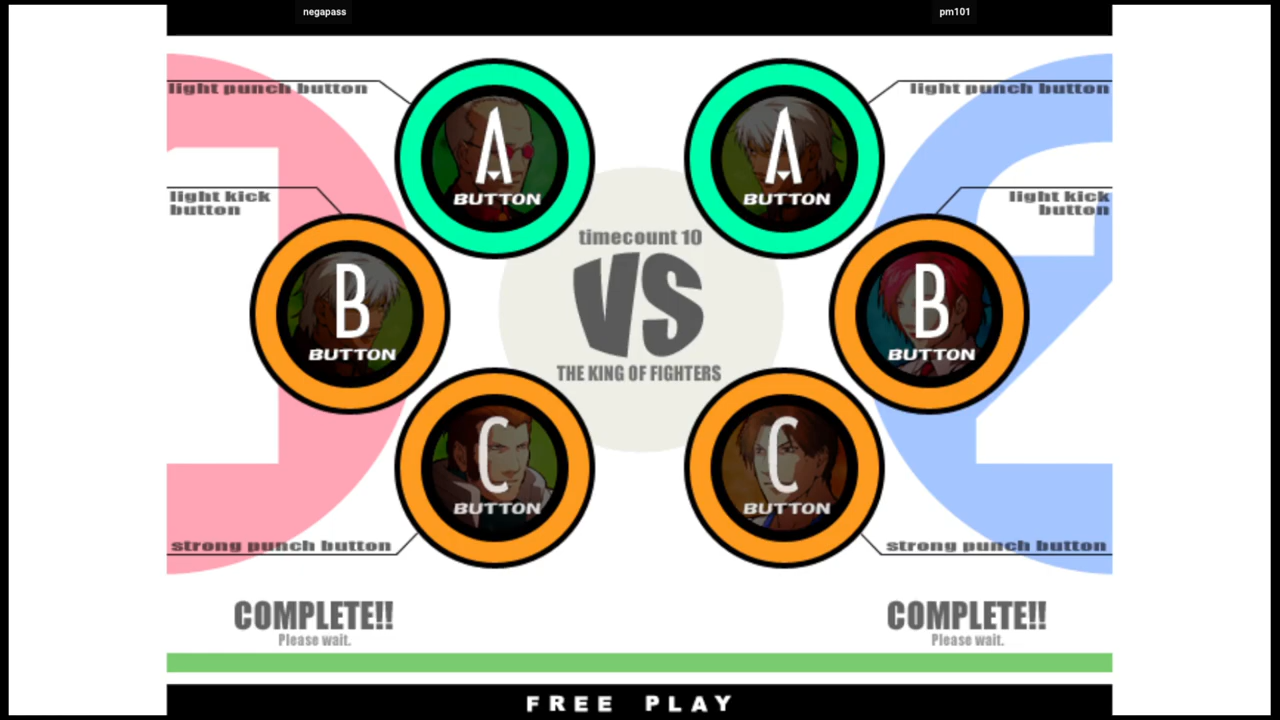 negapass
pm101
light punch button
A
BUTTON
light kick
button
B
BUTTON
C
BUTTON
strong punch button
COMPLETE!!
Please wait.
timecount 10
VS
THE KING OF FIGHTERS
light punch button
A
BUTTON
light kick
button
B
BUTTON
C
BUTTON
strong punch button
COMPLETE!!
Please wait.
1
2
FREE PLAY